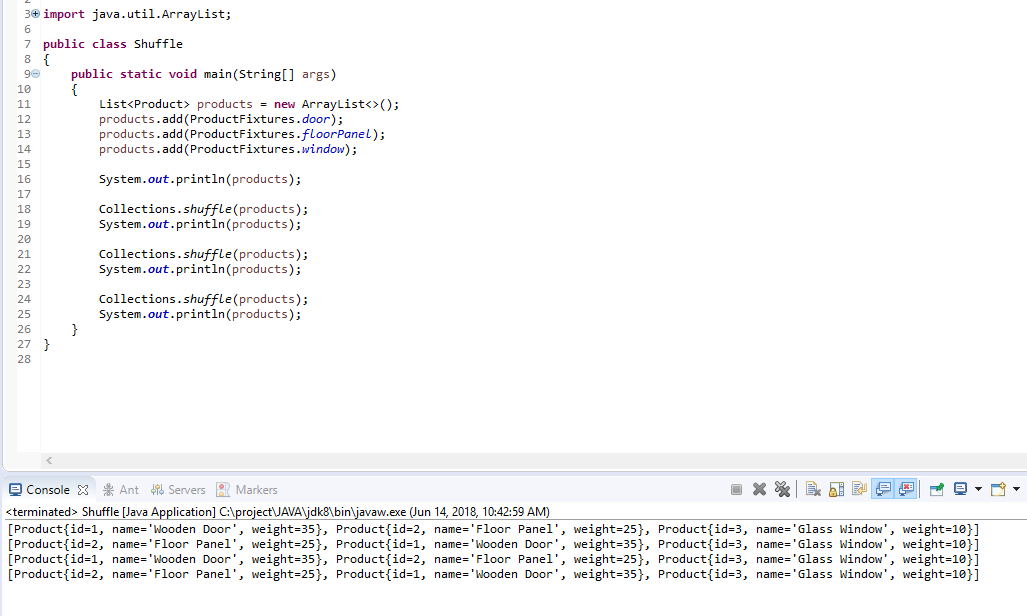 3 import java.util.ArrayList;
6
7 public class Shuffle
8 {
9 public static void main(String[] args)
10 {
11 List<Product> products = new ArrayList<>();
12 products.add(ProductFixtures.door);
13 products.add(ProductFixtures.floorPanel);
14 products.add(ProductFixtures.window);
15
16 System.out.println(products);
17
18 Collections.shuffle(products);
19 System.out.println(products);
20
21 Collections.shuffle(products);
22 System.out.println(products);
23
24 Collections.shuffle(products);
25 System.out.println(products);
26 }
27 }
28
Console Ant Servers Markers
<terminated> Shuffle [Java Application] C:\project\JAVA\jdk8\bin\javaw.exe (Jun 14, 2018, 10:42:59 AM)
[Product{id=1, name='Wooden Door', weight=35}, Product{id=2, name='Floor Panel', weight=25}, Product{id=3, name='Glass Window', weight=10}]
[Product{id=2, name='Floor Panel', weight=25}, Product{id=1, name='Wooden Door', weight=35}, Product{id=3, name='Glass Window', weight=10}]
[Product{id=1, name='Wooden Door', weight=35}, Product{id=2, name='Floor Panel', weight=25}, Product{id=3, name='Glass Window', weight=10}]
[Product{id=2, name='Floor Panel', weight=25}, Product{id=1, name='Wooden Door', weight=35}, Product{id=3, name='Glass Window', weight=10}]